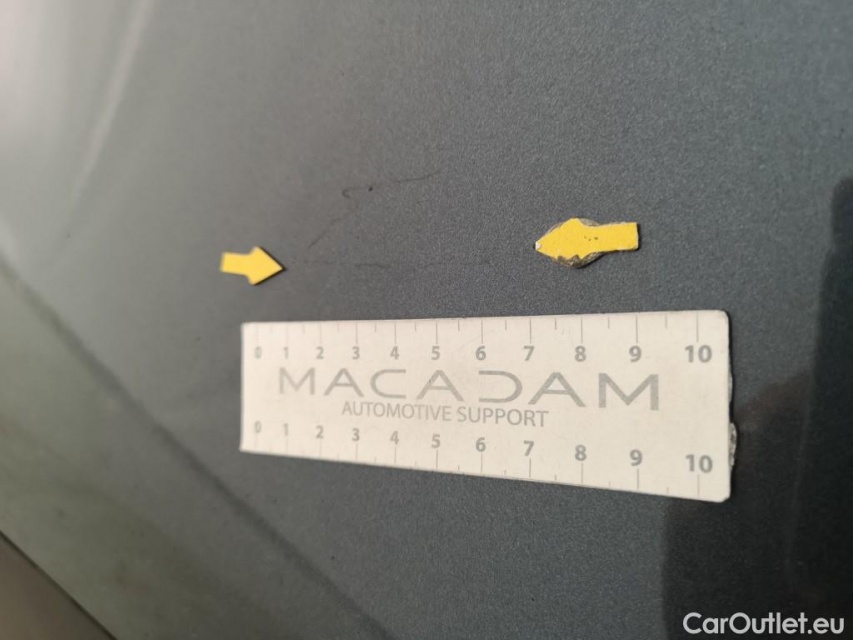 0 1 2 3 4 5 6 7 8 9 10
MACADAM
AUTOMOTIVE SUPPORT
0 1 2 3 4 5 6 7 8 9 10
CarOutlet.eu